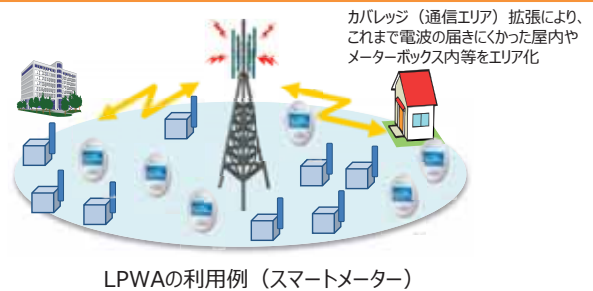 カバレッジ（通信エリア）拡張により、
これまで電波の届きにくかった屋内や
メーターボックス内等をエリア化
LPWAの利用例（スマートメーター）